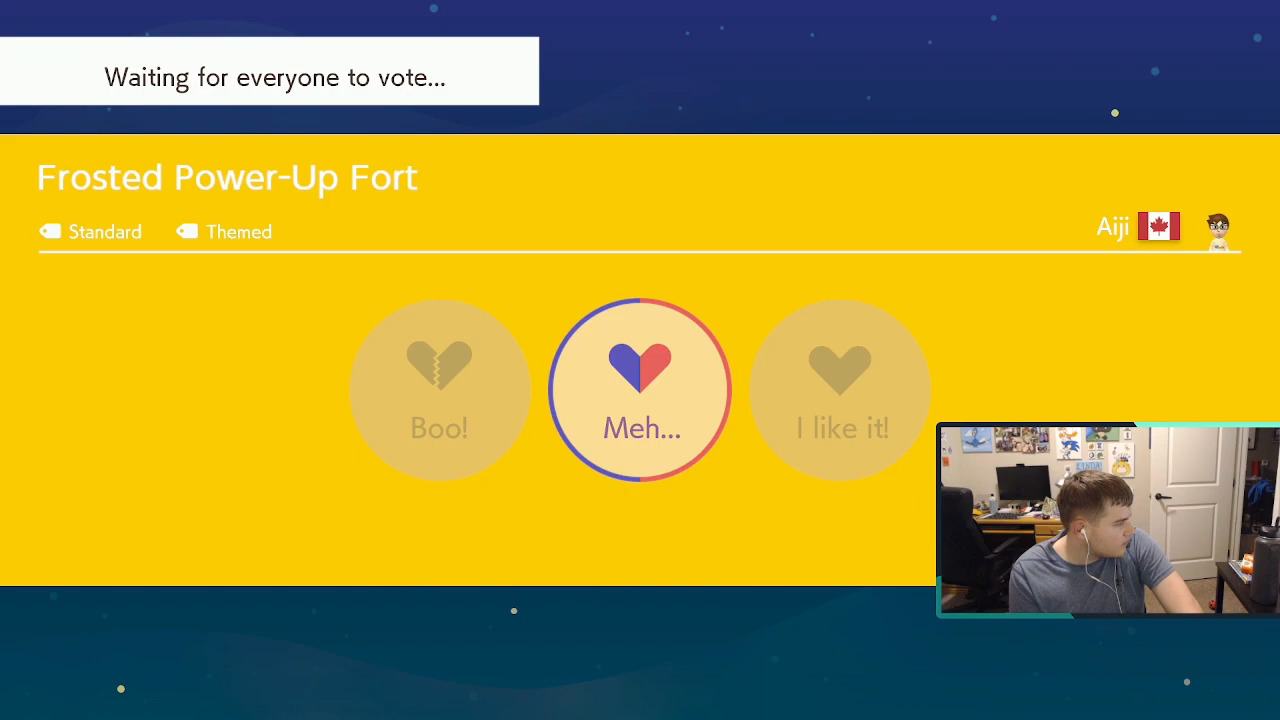 Waiting for everyone to vote...
Frosted Power-Up Fort
Standard Themed
Aiji
Boo!
Meh...
I like it!